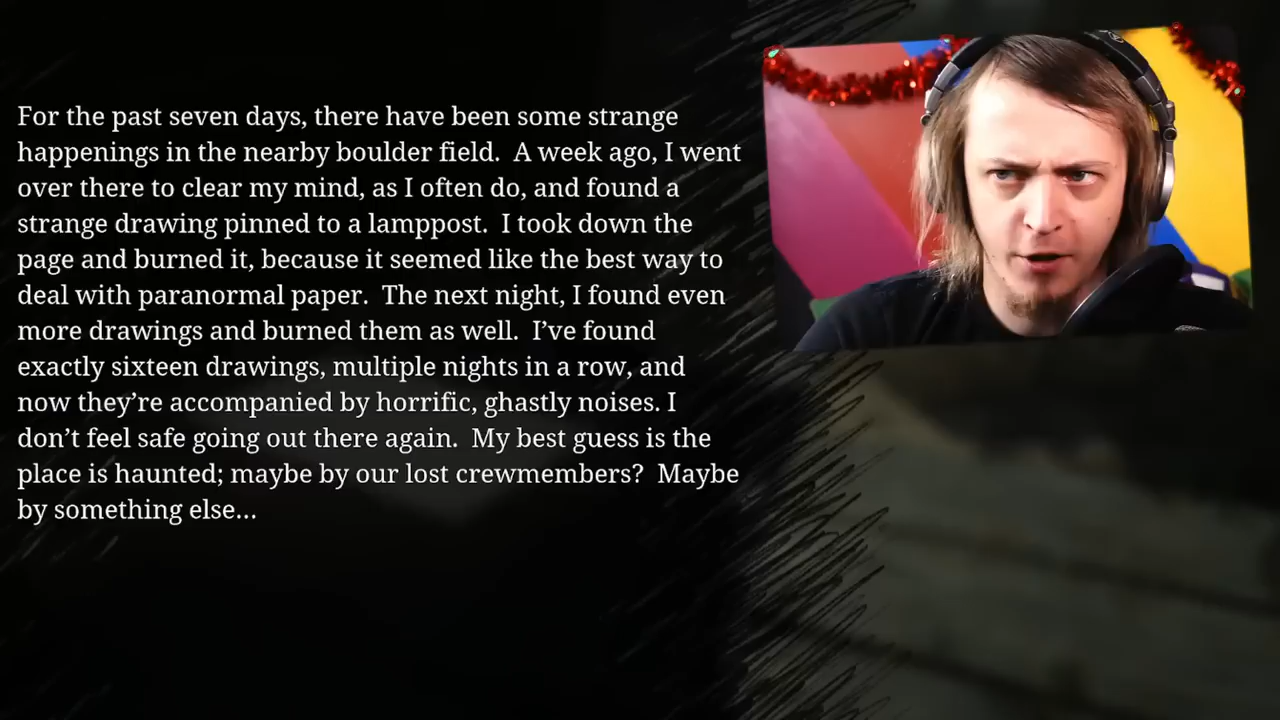 For the past seven days, there have been some strange
happenings in the nearby boulder field.  A week ago, I went
over there to clear my mind, as I often do, and found a
strange drawing pinned to a lamppost.  I took down the
page and burned it, because it seemed like the best way to
deal with paranormal paper.  The next night, I found even
more drawings and burned them as well.  I’ve found
exactly sixteen drawings, multiple nights in a row, and
now they’re accompanied by horrific, ghastly noises. I
don’t feel safe going out there again.  My best guess is the
place is haunted; maybe by our lost crewmembers?  Maybe
by something else…